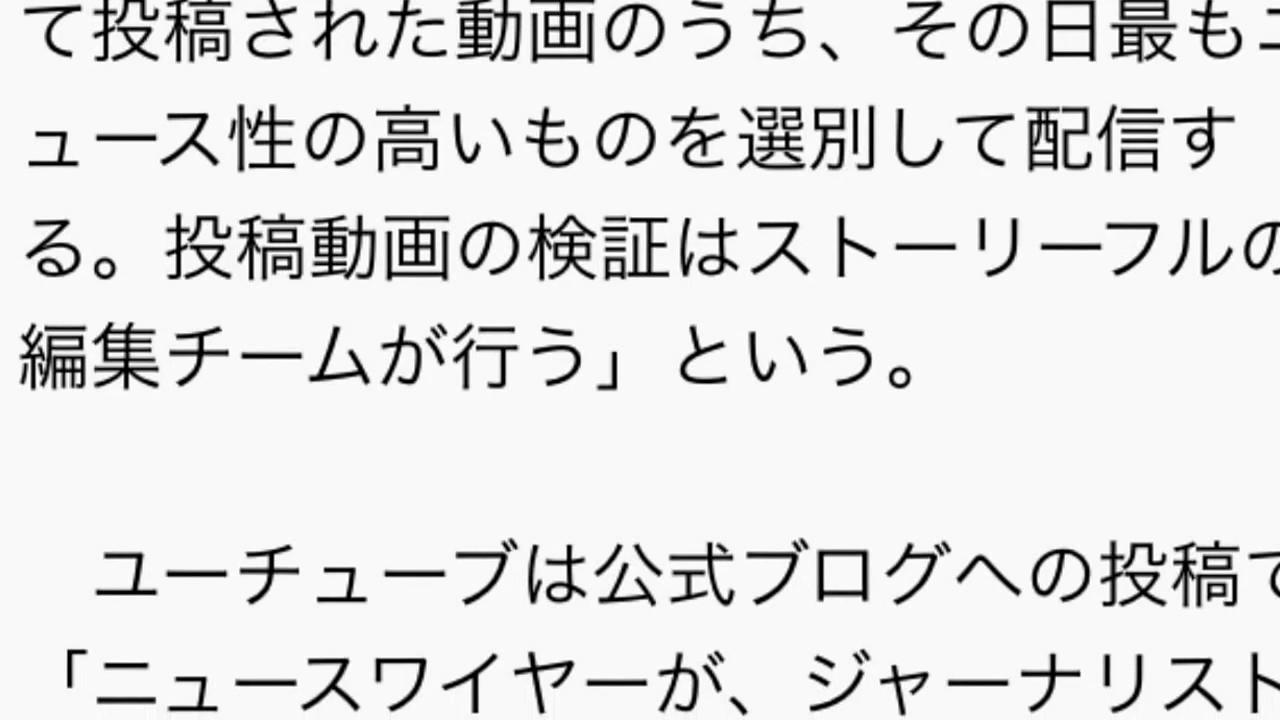 て投稿された動画のうち、その日最も
ュース性の高いものを選別して配信す
る。投稿動画の検証はストーリーフルの
編集チームが行う」という。
ユーチューブは公式ブログへの投稿で
「ニュースワイヤーが、ジャーナリスト